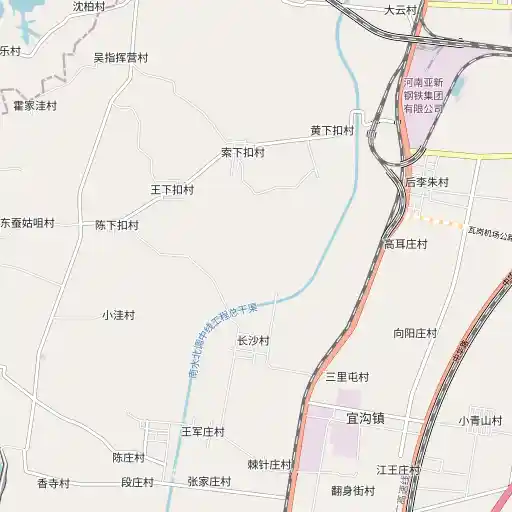 沈柏村
大云村
乐村
吴指挥营村
河南亚新
钢铁集团
有限公司
霍家洼村
黄下扣村
索下扣村
后李朱村
王下扣村
东蚕姑咀村
陈下扣村
瓦岗机场公路
高耳庄村
小洼村
南水北调中线工程总干渠
向阳庄村
长沙村
三里屯村
宜沟镇
小青山村
王军庄村
陈庄村
棘针庄村
江王庄村
香寺村
段庄村
张家庄村
翻身街村